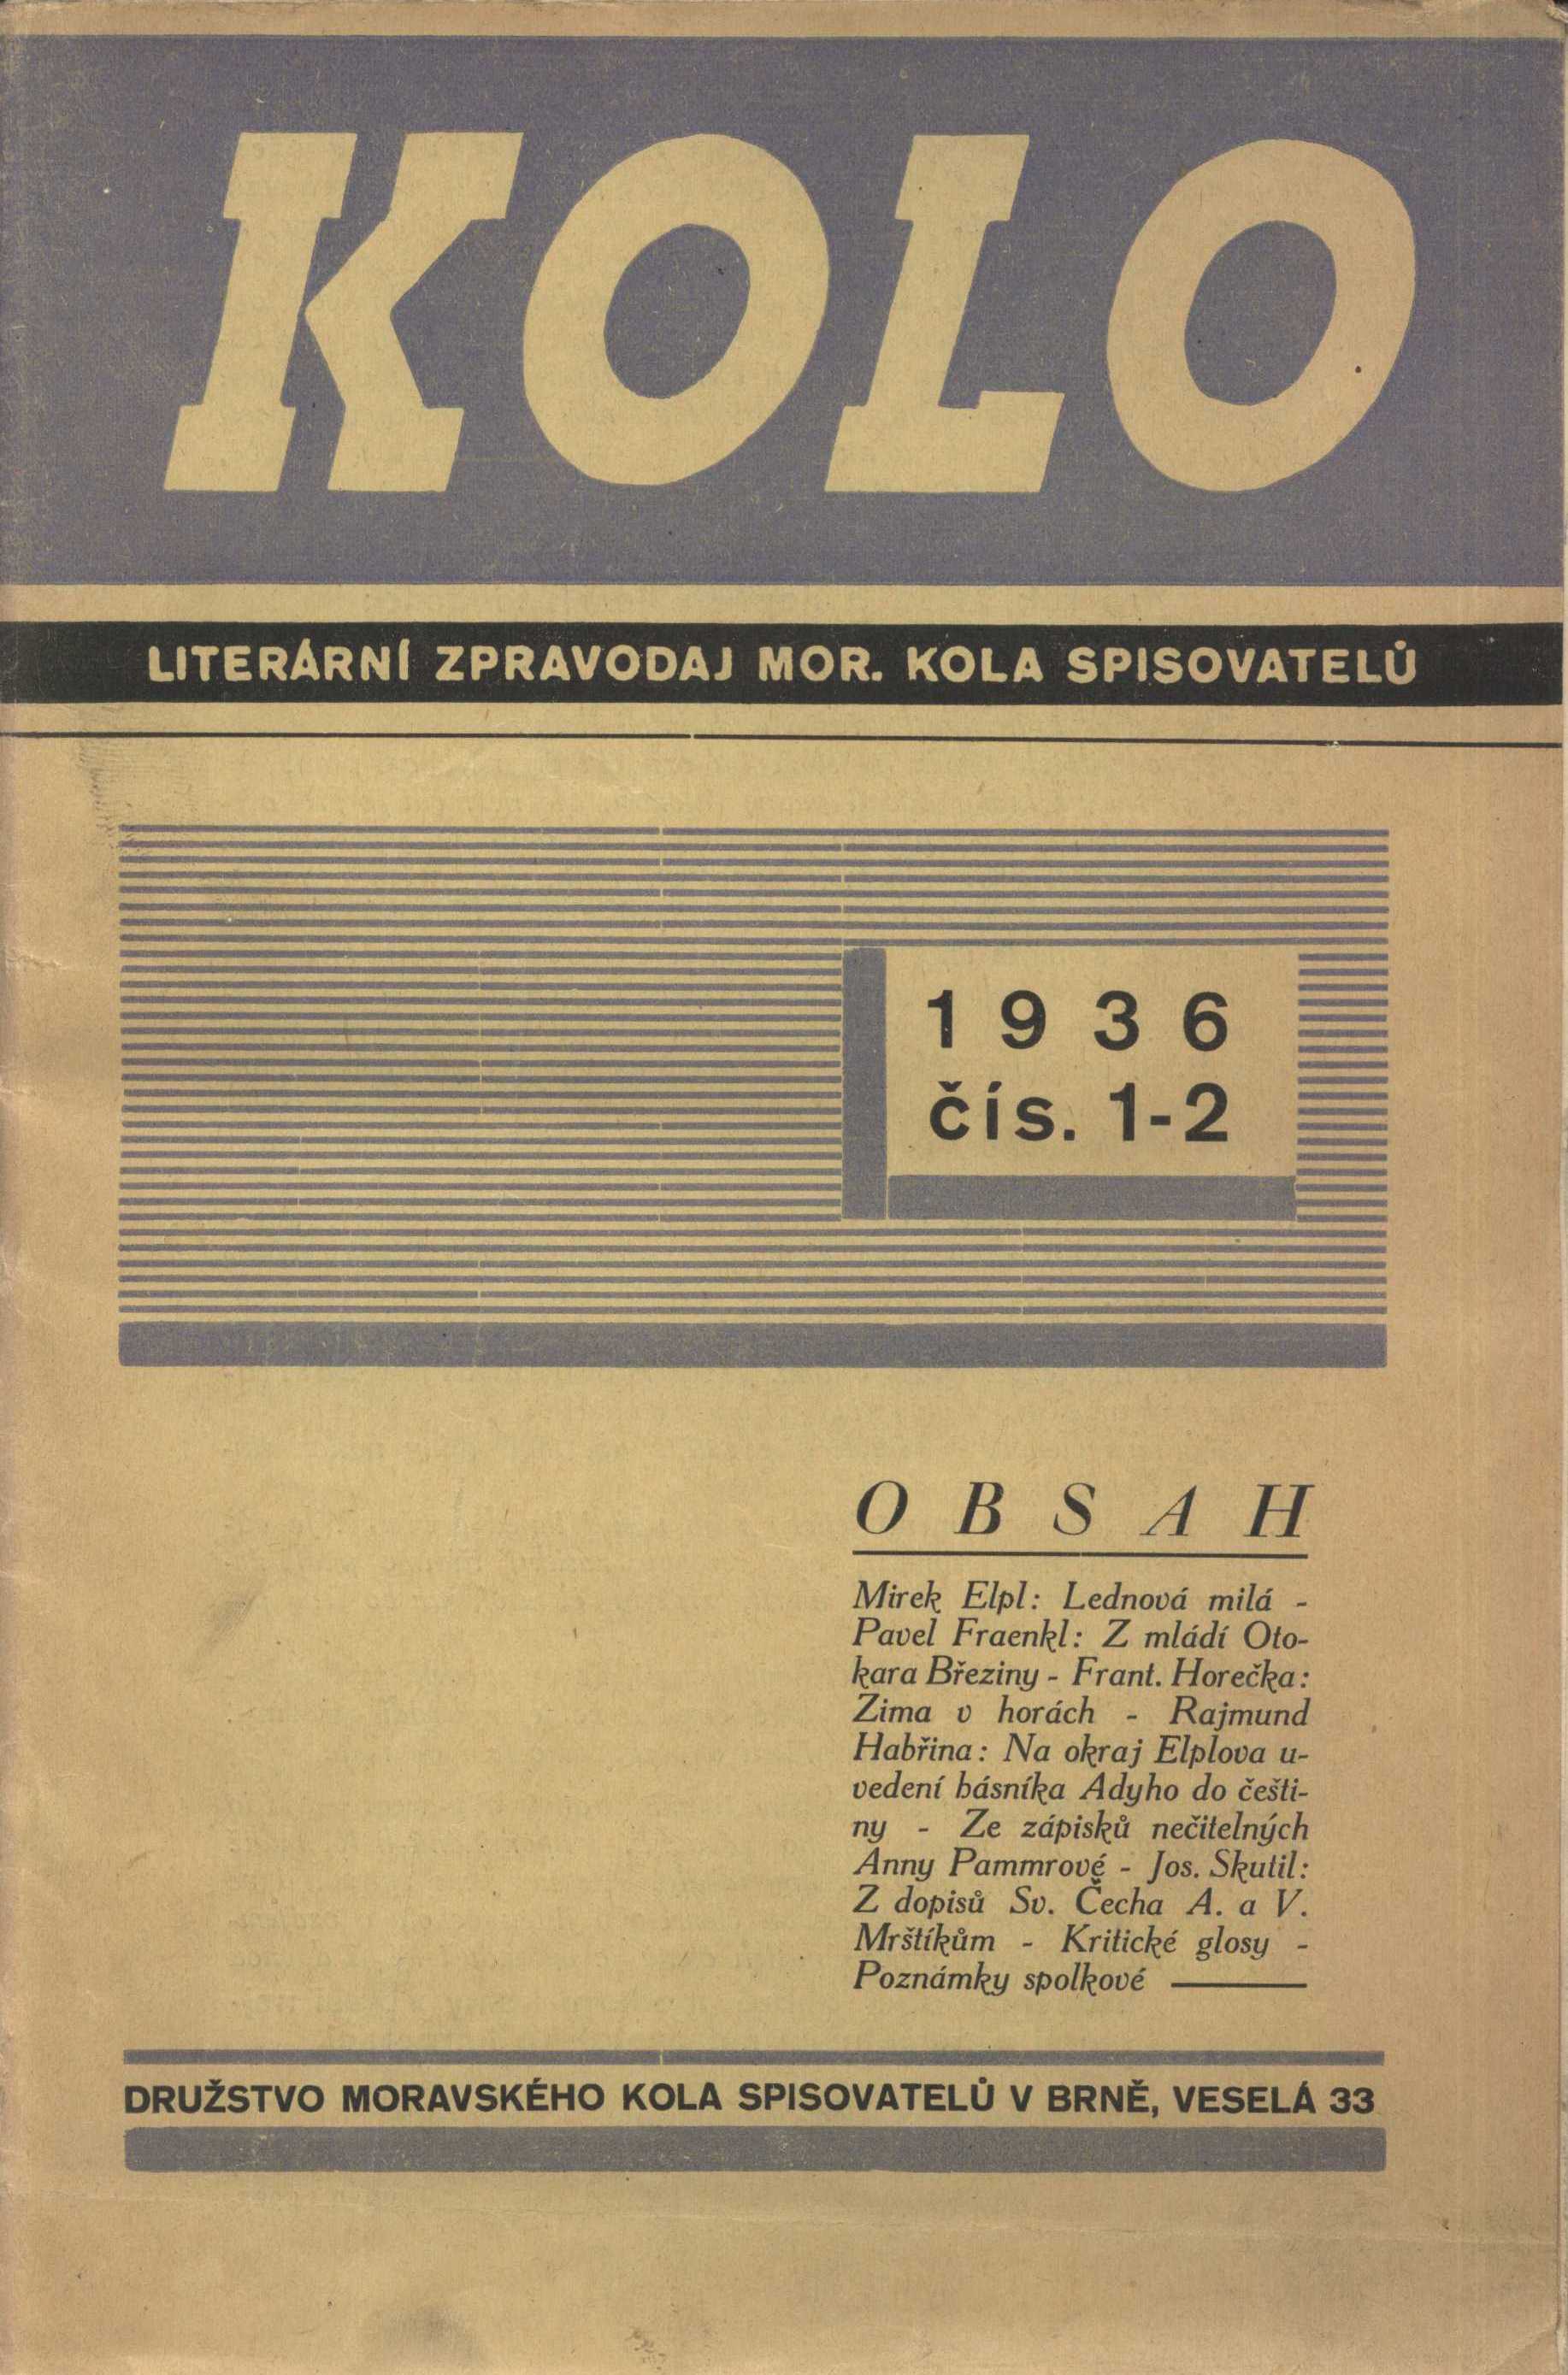 KOLO
LITERÁRNÍ ZPRAVODAJ MOR. KOLA SPISOVATELŮ
1936
čís. 1-2
OBSAH
Mirek Elpl: Lednová milá -
Pavel Fraenkl: Z mládí Oto-
kara Březiny - Frant. Horečka:
Zima v horách - Rajmund
Habřina: Na okraj Elplova u-
vedení básníka Adyho do češti-
ny - Ze zápisků nečitelných
Anny Pammrové - Jos. Skutil:
Z dopisů Sv. Čecha A. a V.
Mrštíkům - Kritické glosy -
Poznámky spolkové
DRUŽSTVO MORAVSKÉHO KOLA SPISOVATELŮ V BRNĚ, VESELÁ 33